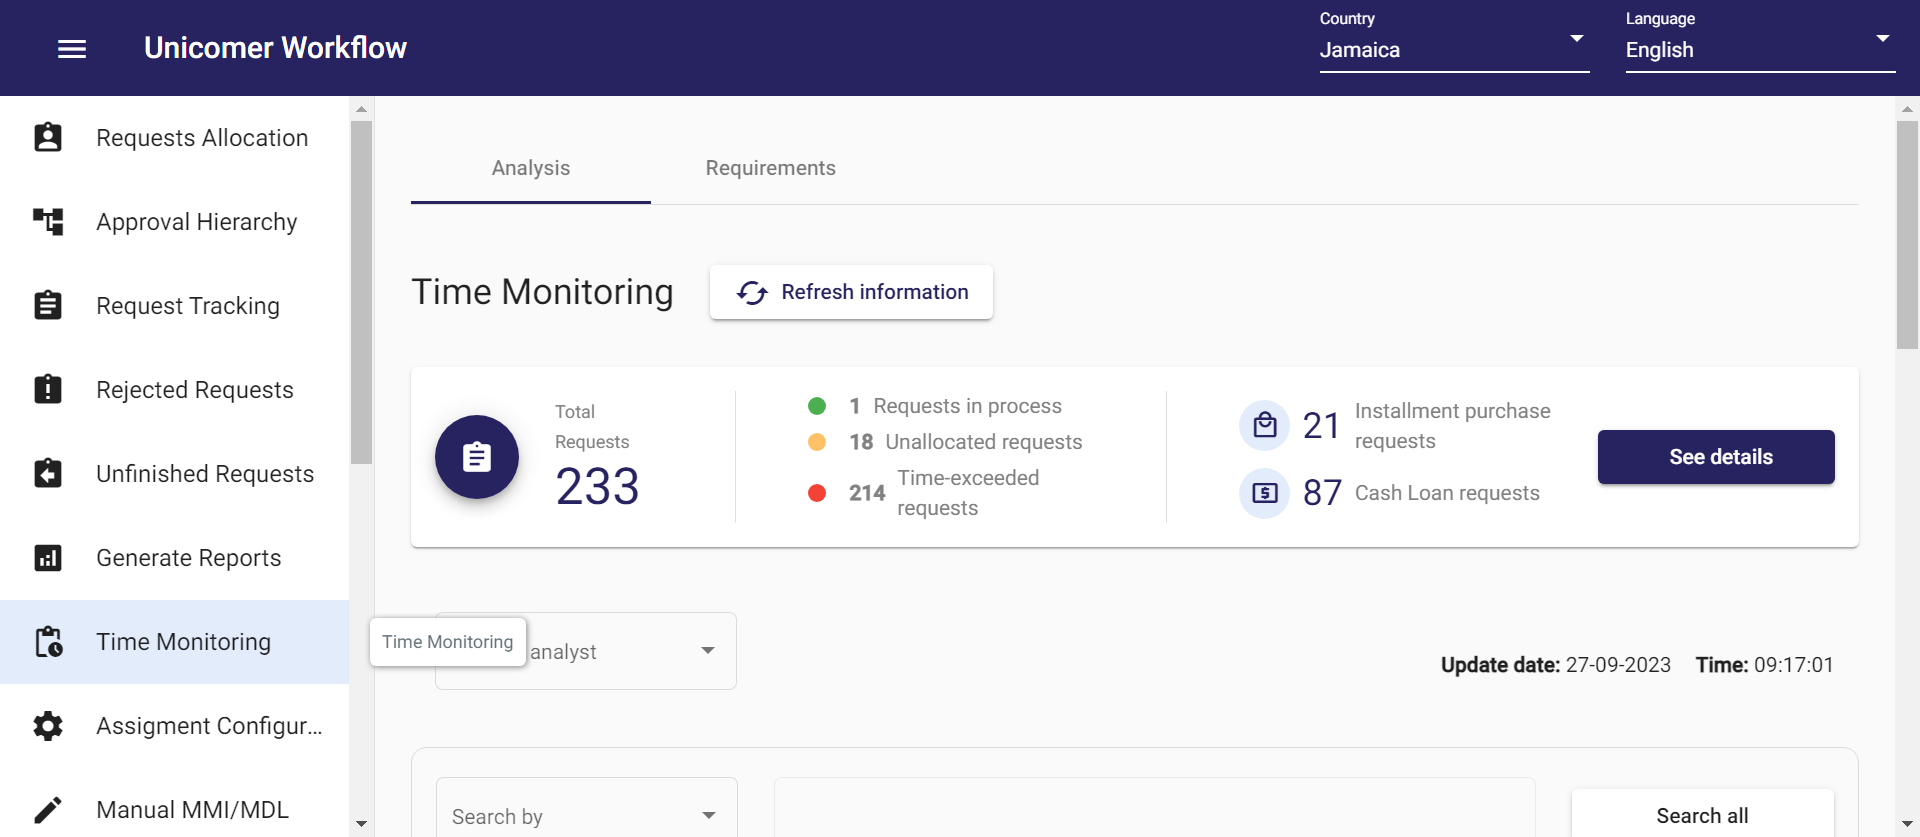 Unicomer Workflow
Country
Jamaica
Language
English
Requests Allocation
Approval Hierarchy
Request Tracking
Rejected Requests
Unfinished Requests
Generate Reports
Time Monitoring
Assigment Configur...
Manual MMI/MDL
Analysis
Requirements
Time Monitoring
Refresh information
Total
Requests
233
1 Requests in process
18 Unallocated requests
214 Time-exceeded
requests
21 Installment purchase
requests
87 Cash Loan requests
See details
Time Monitoring
analyst
Update date: 27-09-2023 Time: 09:17:01
Search by
Search all